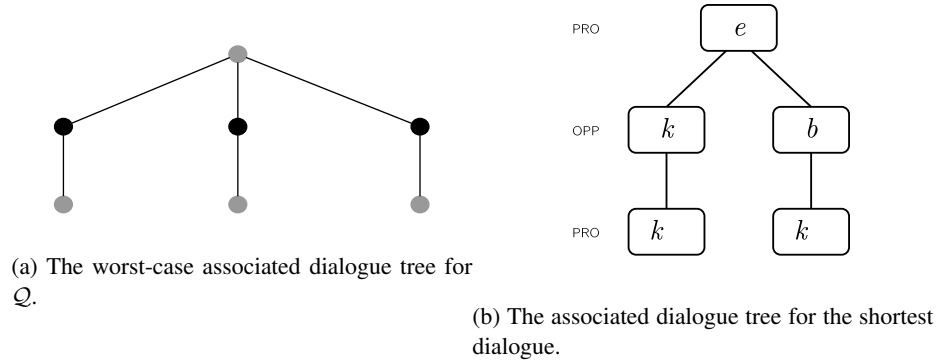 PRO
e
OPP
k
b
PRO
k
k
(a) The worst-case associated dialogue tree for
𝒬.
(b) The associated dialogue tree for the shortest
dialogue.